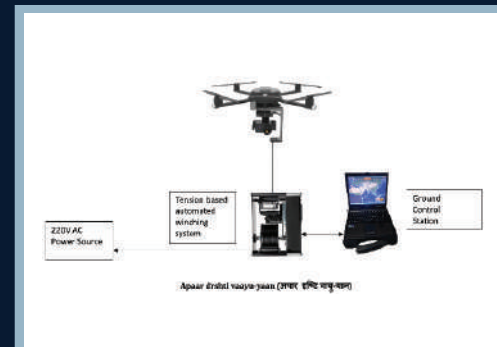 Tension based
automated
winching
system
Ground
Control
Station
220V AC
Power Source
Apaar drshti vaayu-yaan (अपार दृष्टि वायु-यान)